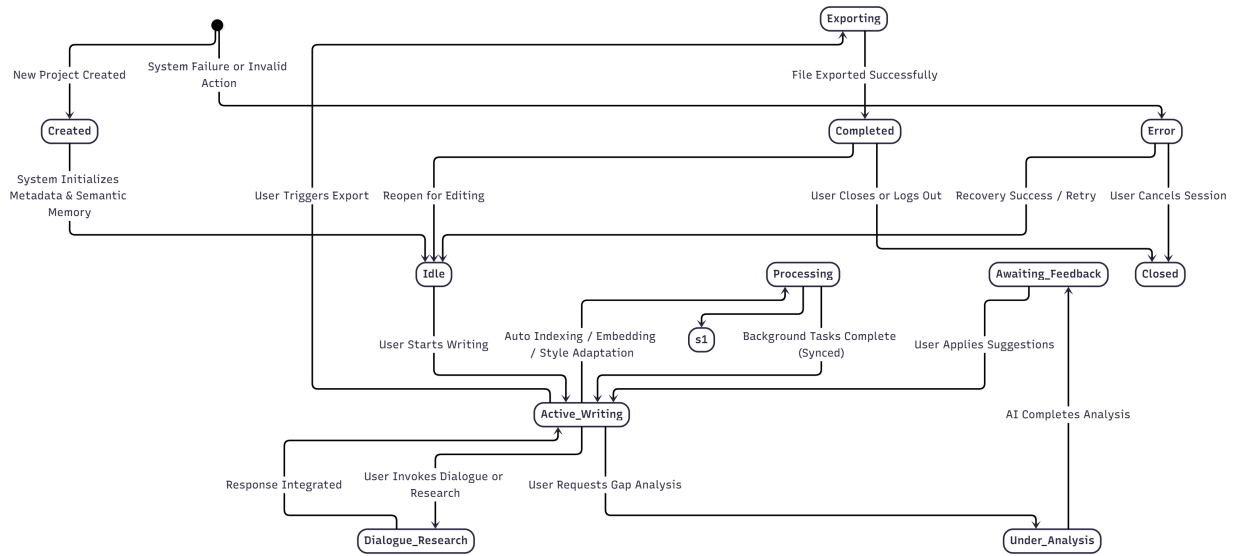 Exporting
New Project Created
System Failure or Invalid
Action
File Exported Successfully
Created
Completed
Error
System Initializes
Metadata & Semantic
Memory
User Triggers Export
Reopen for Editing
User Closes or Logs Out
Recovery Success / Retry
User Cancels Session
Idle
Processing
Awaiting_Feedback
Closed
User Starts Writing
Auto Indexing / Embedding
/ Style Adaptation
s1
Background Tasks Complete
(Synced)
User Applies Suggestions
Active_Writing
AI Completes Analysis
Response Integrated
User Invokes Dialogue or
Research
User Requests Gap Analysis
Dialogue_Research
Under_Analysis